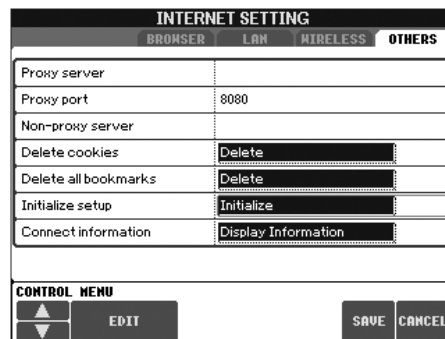 INTERNET SETTING
BROWSER LAN WIRELESS OTHERS
Proxy server
Proxy port 8080
Non-proxy server
Delete cookies Delete
Delete all bookmarks Delete
Initialize setup Initialize
Connect information Display Information
CONTROL MENU
EDIT SAVE CANCEL